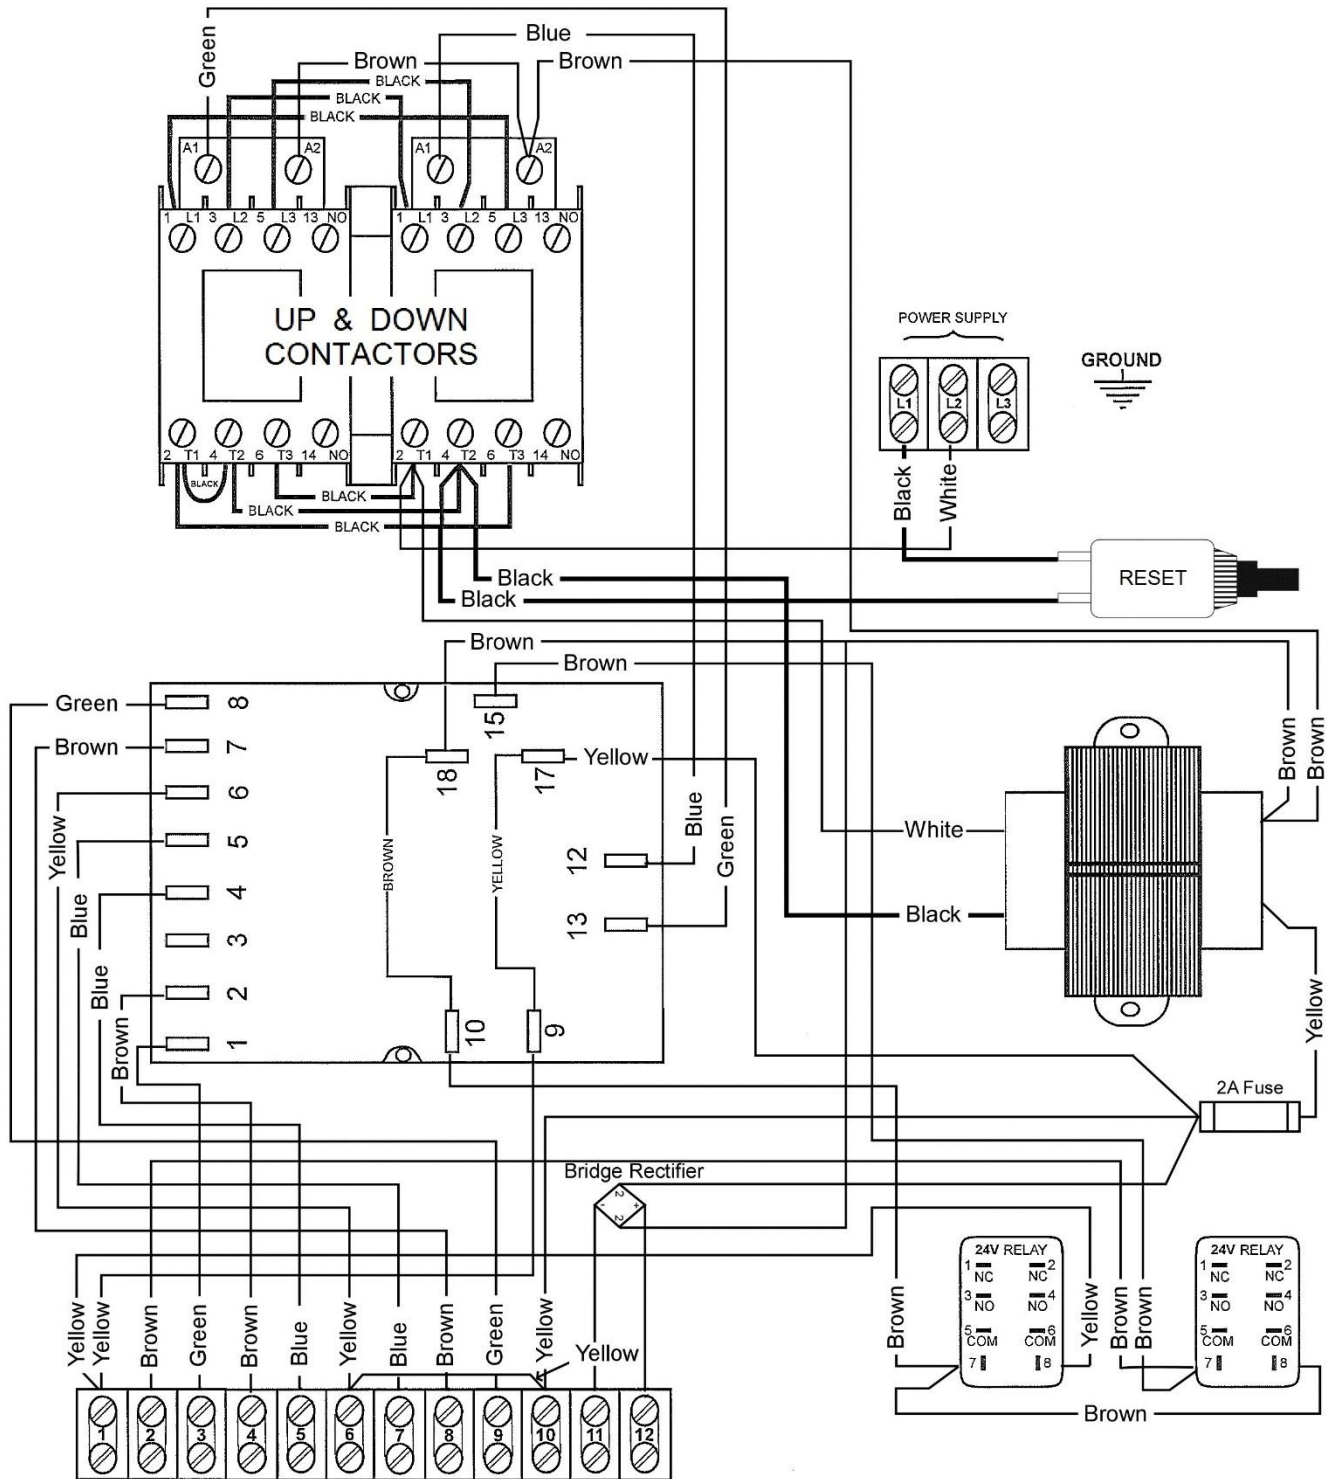 Green
Blue
Brown
Brown
BLACK
BLACK
BLACK
A1 A2 A1 A2
1 L1 3 L2 5 L3 13 NO 1 L1 3 L2 5 L3 13 NO
UP & DOWN
CONTACTORS
2 T1 4 T2 6 T3 14 NO 2 T1 4 T2 6 T3 14 NO
BLACK
BLACK
BLACK
BLACK
POWER SUPPLY
L1 L2 L3
GROUND
Black
White
RESET
Black
Black
Brown
Brown
Green
Brown
Yellow
Blue
Blue
Brown
8
7
6
5
4
3
2
1
15
18
17
Yellow
BROWN
YELLOW
12
13
10
9
Blue
Green
White
Black
Brown
Brown
Yellow
2A Fuse
Bridge Rectifier
2
- +
2
Yellow
Yellow
Yellow
Brown
Green
Brown
Blue
Yellow
Blue
Brown
Green
Yellow
1 2 3 4 5 6 7 8 9 10 11 12
Brown
24V RELAY
1 NC 2 NC
3 NO 4 NO
5 COM 6 COM
7 8
Yellow
Brown
Brown
24V RELAY
1 NC 2 NC
3 NO 4 NO
5 COM 6 COM
7 8
Brown